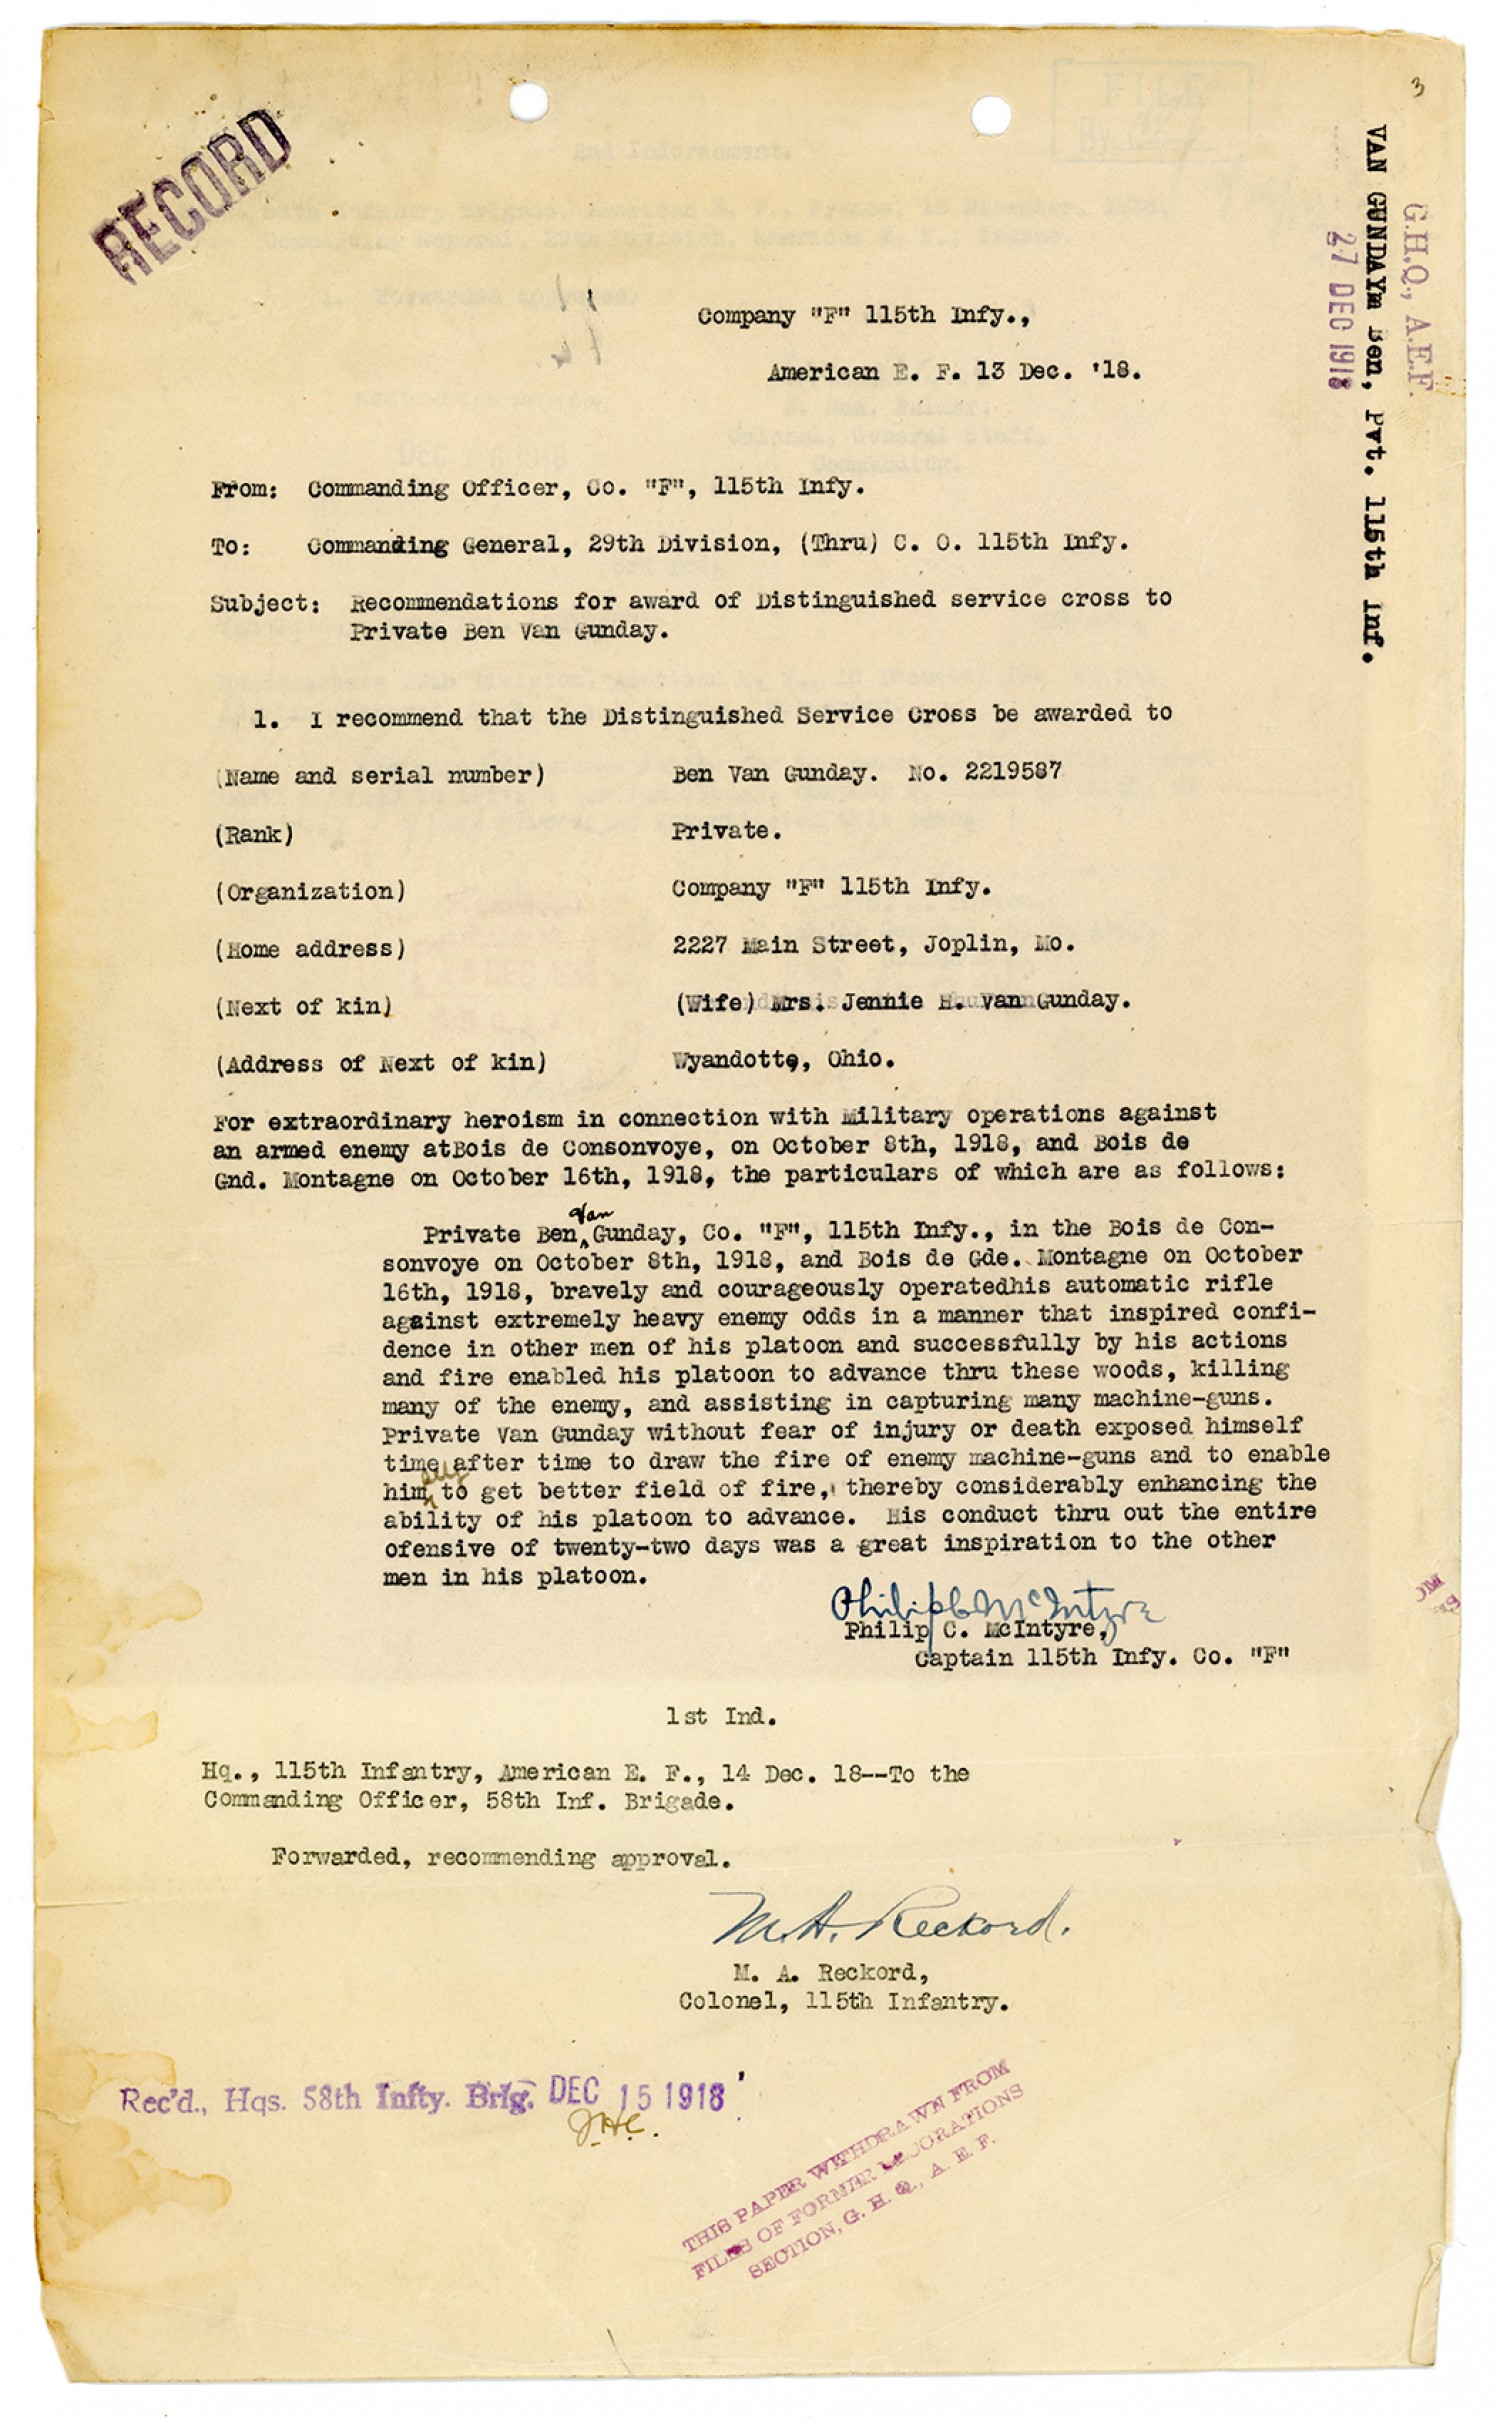 3
RECORD
G.H.Q., A.E.F.
27 DEC 1918
VAN GUNDAYm Ben, Pvt. 115th Inf.
Company "F" 115th Infy.,
American E. F. 13 Dec. '18.
From: Commanding Officer, Co. "F", 115th Infy.
To: Commanding General, 29th Division, (Thru) C. O. 115th Infy.
Subject: Recommendations for award of Distinguished service cross to
Private Ben Van Gunday.
1. I recommend that the Distinguished Service Cross be awarded to
(Name and serial number) Ben Van Gunday. No. 2219587
(Rank) Private.
(Organization) Company "F" 115th Infy.
(Home address) 2227 Main Street, Joplin, Mo.
(Next of kin) (Wife) Mrs. Jennie H. Van Gunday.
(Address of Next of kin) Wyandotte, Ohio.
For extraordinary heroism in connection with Military operations against
an armed enemy atBois de Consonvoye, on October 8th, 1918, and Bois de
Gnd. Montagne on October 16th, 1918, the particulars of which are as follows:
Private Ben Van Gunday, Co. "F", 115th Infy., in the Bois de Con-
sonvoye on October 8th, 1918, and Bois de Gde. Montagne on October
16th, 1918, bravely and courageously operatedhis automatic rifle
against extremely heavy enemy odds in a manner that inspired confi-
dence in other men of his platoon and successfully by his actions
and fire enabled his platoon to advance thru these woods, killing
many of the enemy, and assisting in capturing many machine-guns.
Private Van Gunday without fear of injury or death exposed himself
time after time to draw the fire of enemy machine-guns and to enable
him self to get better field of fire, thereby considerably enhancing the
ability of his platoon to advance. His conduct thru out the entire
ofensive of twenty-two days was a great inspiration to the other
men in his platoon.
Philip C McIntyre
Philip C. McIntyre,
Captain 115th Infy. Co. "F"
1st Ind.
Hq., 115th Infantry, American E. F., 14 Dec. 18--To the
Commanding Officer, 58th Inf. Brigade.
Forwarded, recommending approval.
M. A. Reckord.
M. A. Reckord,
Colonel, 115th Infantry.
Rec'd., Hqs. 58th Infty. Brig. DEC 15 1918
J.H.C.
THIS PAPER WITHDRAWN FROM
FILES OF FORMER DECORATIONS
SECTION, G. H. Q., A. E. F.